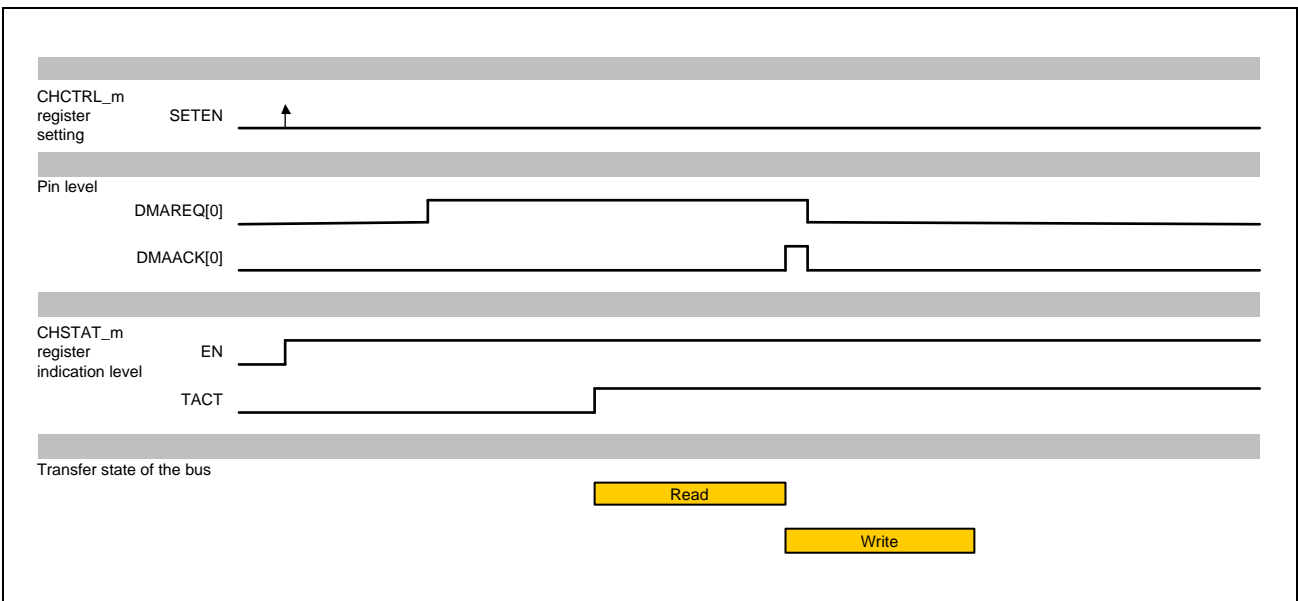 CHCTRL_m
register SETEN
setting
Pin level
DMAREQ[0]
DMAACK[0]
CHSTAT_m
register EN
indication level
TACT
Transfer state of the bus
Read
Write